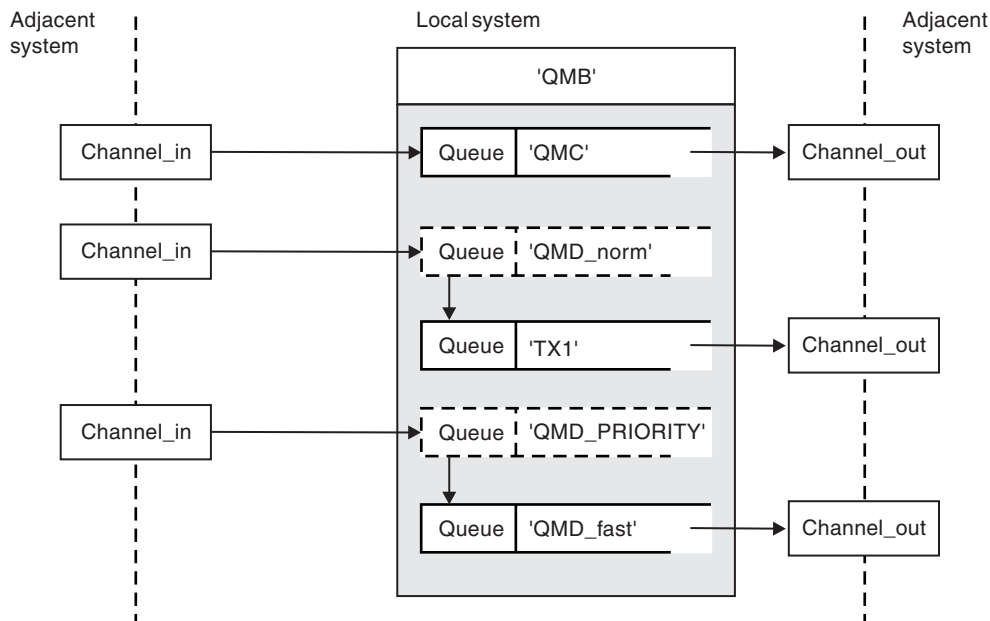 Adjacent
system
Local system
Adjacent
system
'QMB'
Channel_in
Queue 'QMC'
Channel_out
Channel_in
Queue 'QMD_norm'
Queue 'TX1'
Channel_out
Channel_in
Queue 'QMD_PRIORITY'
Queue 'QMD_fast'
Channel_out